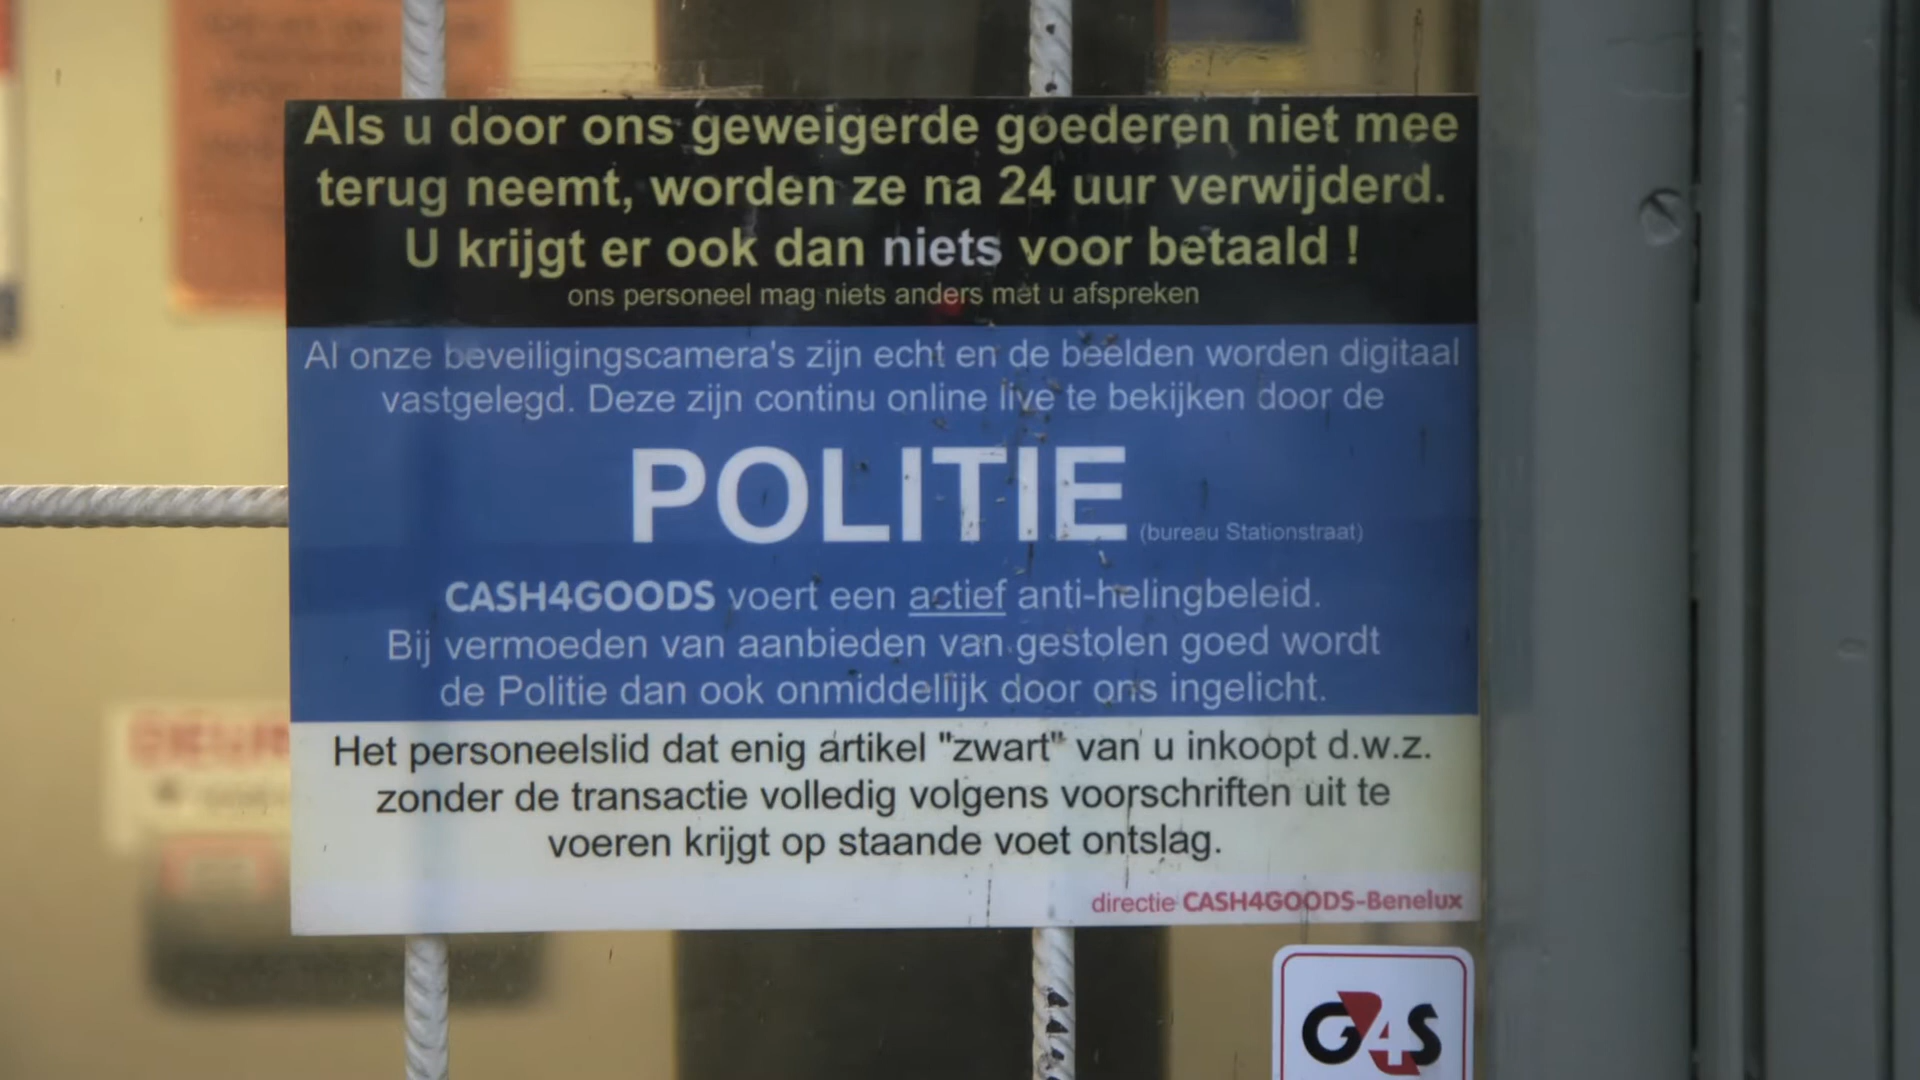 Als u door ons geweigerde goederen niet mee
terug neemt, worden ze na 24 uur verwijderd.
U krijgt er ook dan niets voor betaald !
ons personeel mag niets anders met u afspreken
Al onze beveiligingscamera's zijn echt en de beelden worden digitaal
vastgelegd. Deze zijn continu online live te bekijken door de
POLITIE (bureau Stationstraat)
CASH4GOODS voert een actief anti-helingbeleid.
Bij vermoeden van aanbieden van gestolen goed wordt
de Politie dan ook onmiddellijk door ons ingelicht.
Het personeelslid dat enig artikel "zwart" van u inkoopt d.w.z.
zonder de transactie volledig volgens voorschriften uit te
voeren krijgt op staande voet ontslag.
directie CASH4GOODS-Benelux
G4S